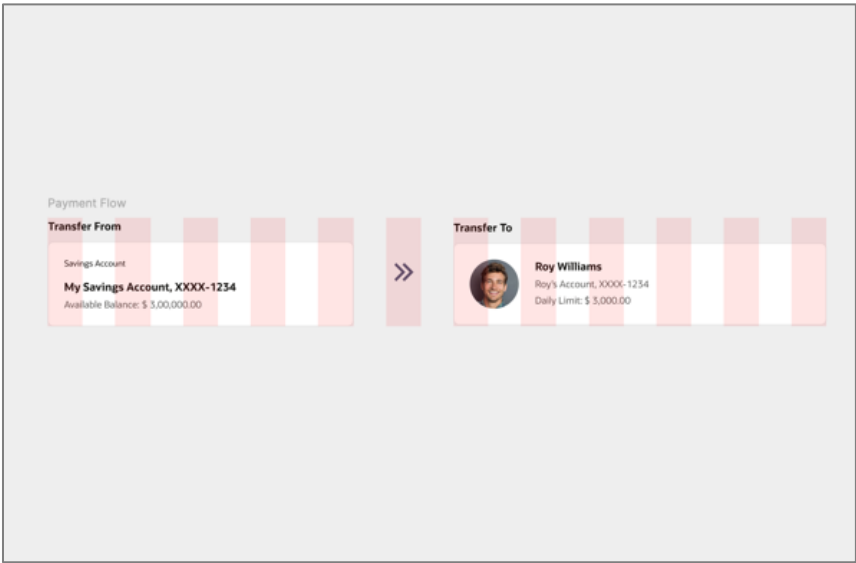 Payment Flow
Transfer From
Savings Account
My Savings Account, XXXX-1234
Available Balance: $ 3,00,000.00
Transfer To
Roy Williams
Roy's Account, XXXX-1234
Daily Limit: $ 3,000.00